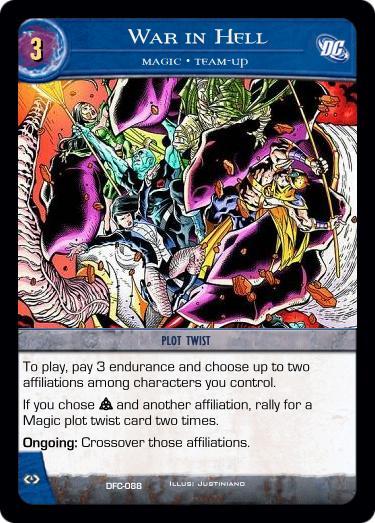 3
War in Hell
DC
MAGIC • TEAM-UP
PLOT TWIST
To play, pay 3 endurance and choose up to two
affiliations among characters you control.
If you chose and another affiliation, rally for a
Magic plot twist card two times.
Ongoing: Crossover those affiliations.
DFC-088
Illus: Justiniano